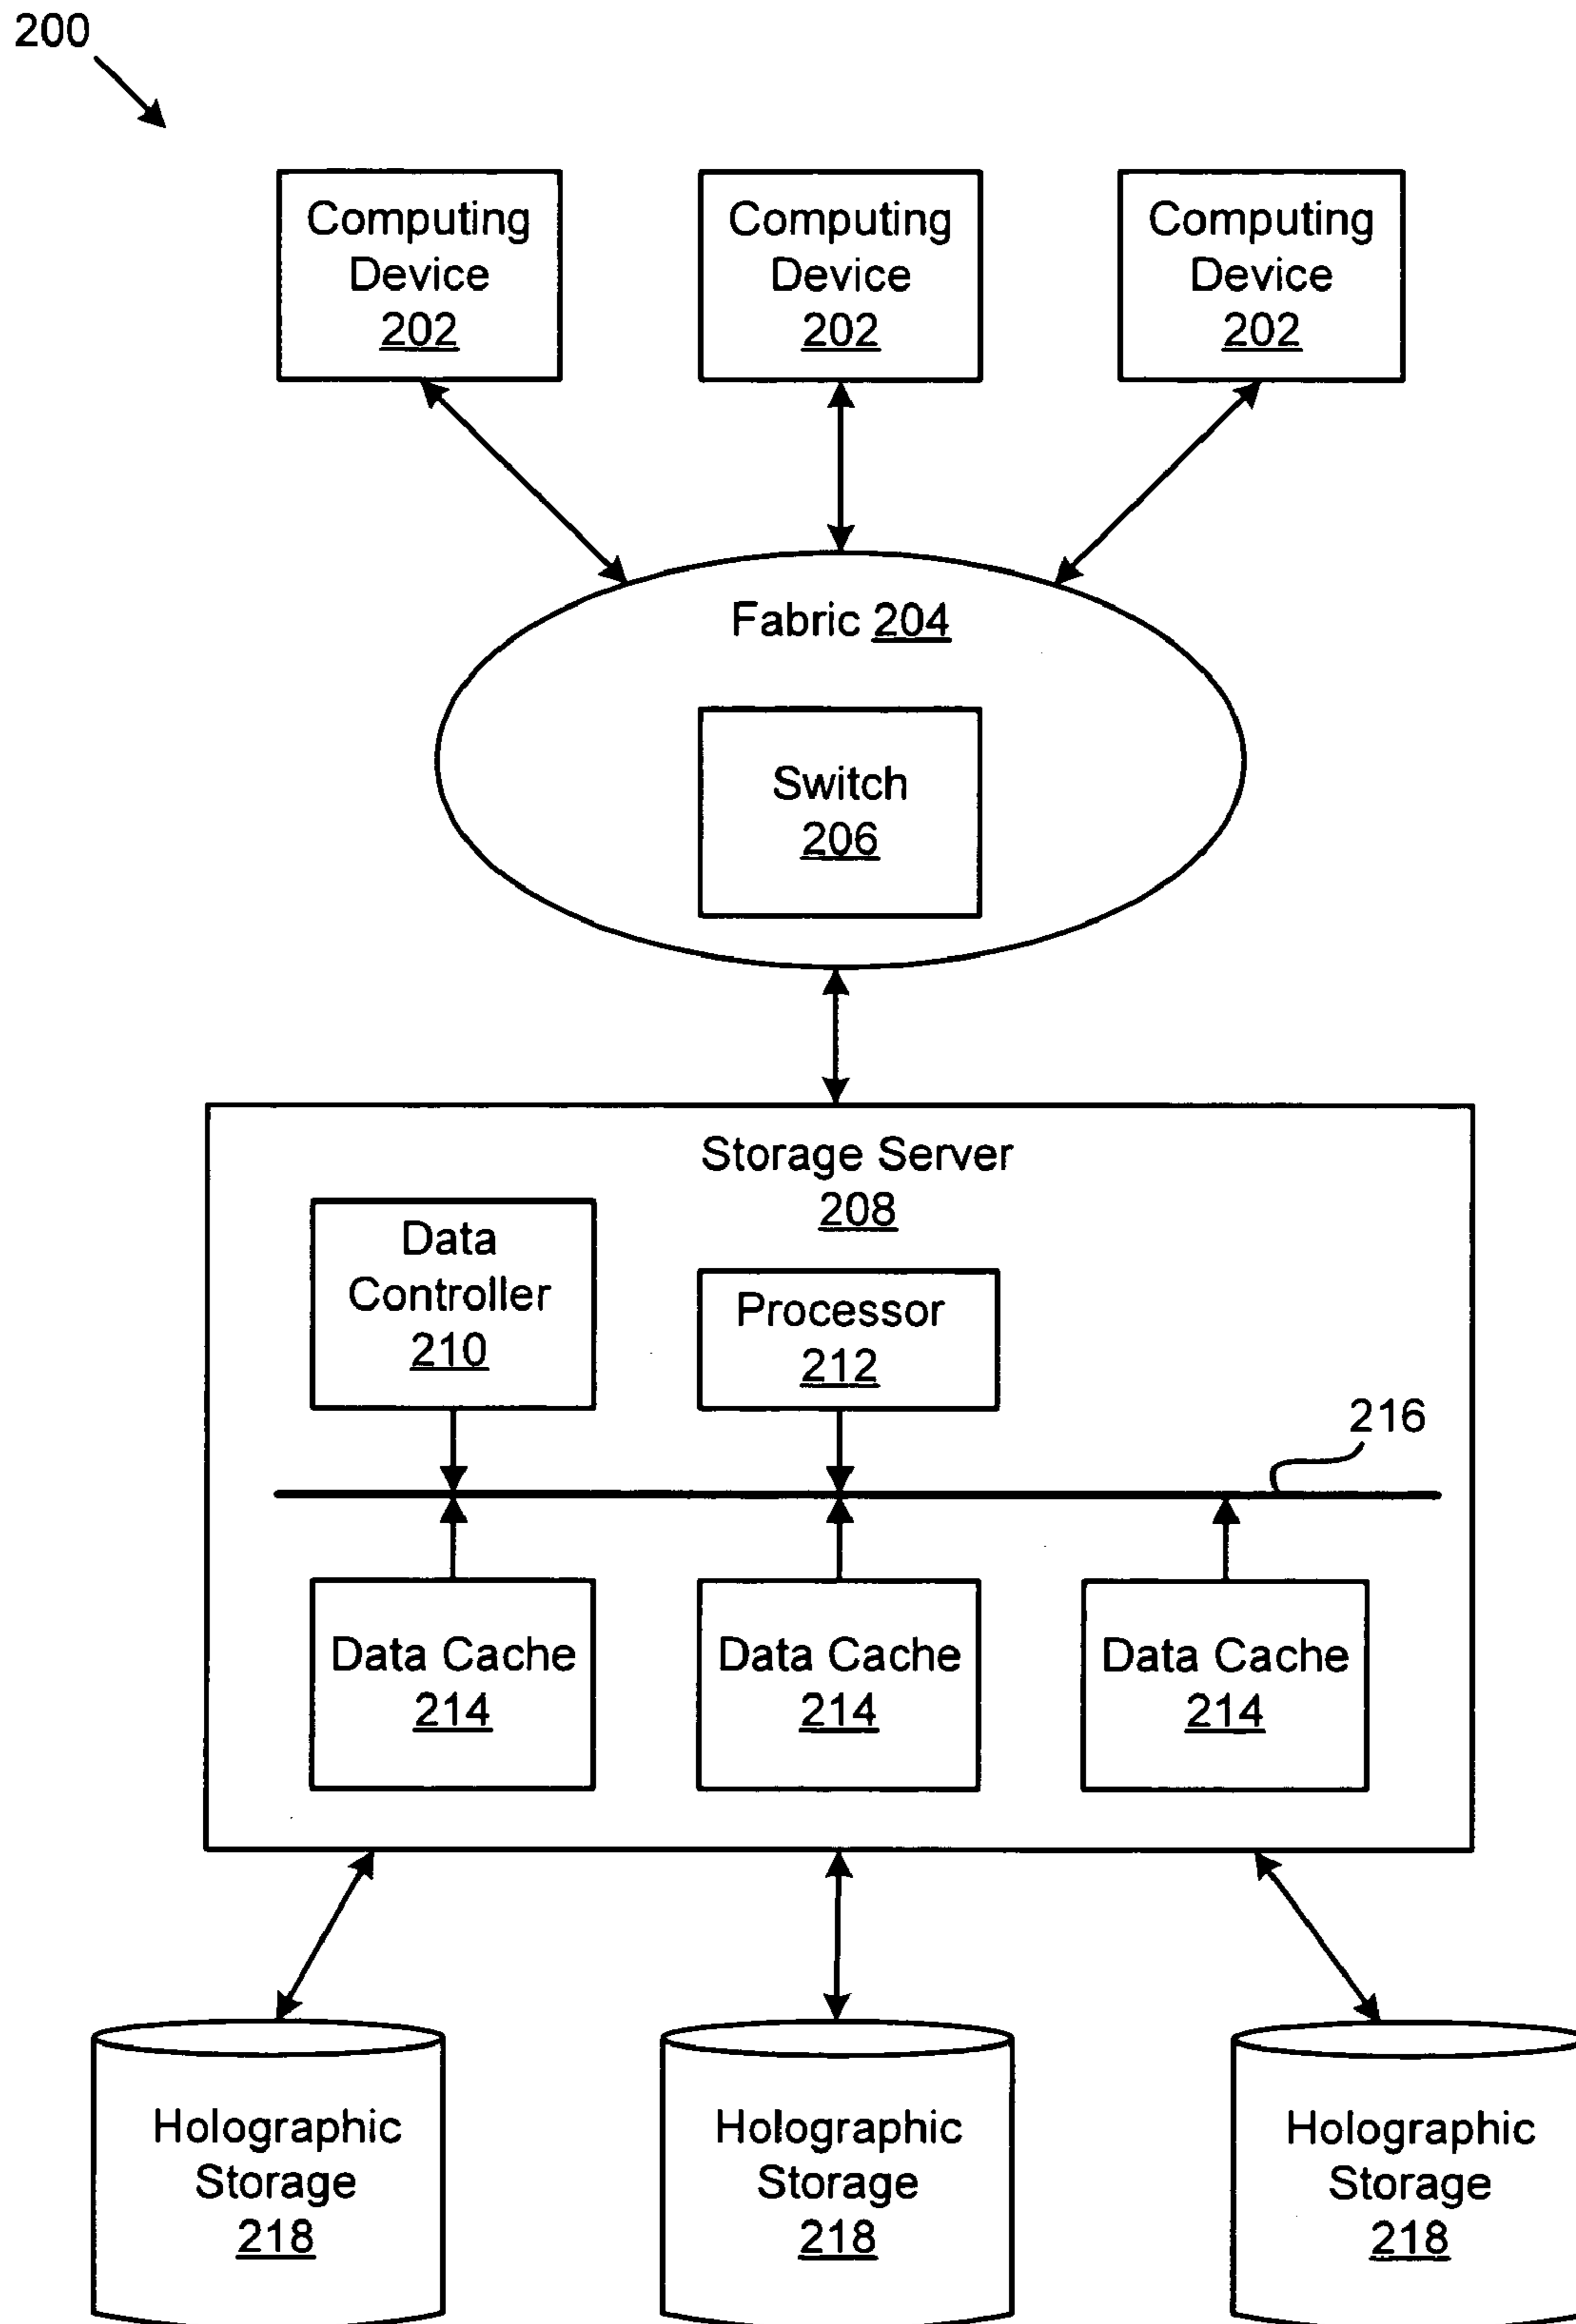 200
Computing
Device
202
Computing
Device
202
Computing
Device
202
Fabric 204
Switch
206
Storage Server
208
Data
Controller
210
Processor
212
216
Data Cache
214
Data Cache
214
Data Cache
214
Holographic
Storage
218
Holographic
Storage
218
Holographic
Storage
218